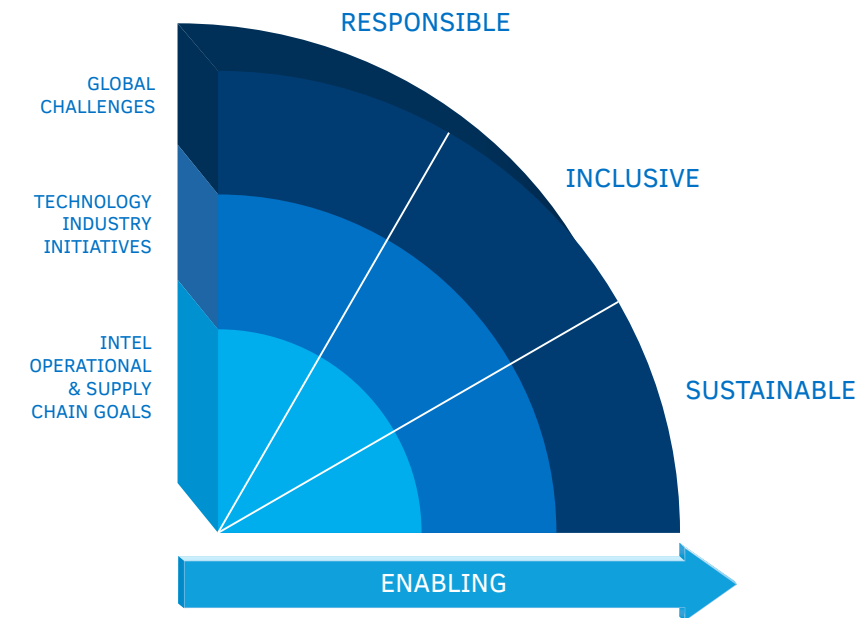 RESPONSIBLE
GLOBAL
CHALLENGES
INCLUSIVE
TECHNOLOGY
INDUSTRY
INITIATIVES
INTEL
OPERATIONAL
& SUPPLY
CHAIN GOALS
SUSTAINABLE
ENABLING